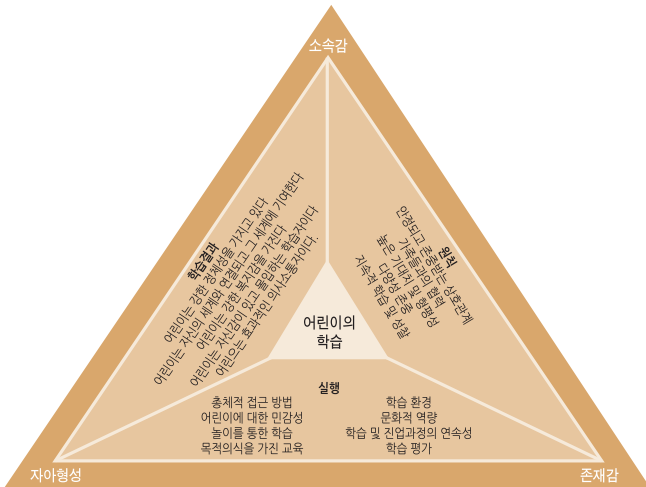 소속감
학습결과
어린이는 강한 정체성을 가지고 있다
어린이는 자신의 세계와 연결되고 그 세계에 기여한다
어린이는 강한 복지감을 가진다
어린이는 자신감이 있고 몰입하는 학습자이다
어린으는 효과적인 의사소통자이다.
원칙
안정되고 존중받는 상호관계
가족들과의 협력
높은 기대치 및 형평성
다양성 존중
지속적 학습 및 성찰
어린이의
학습
실행
총체적 접근 방법
어린이에 대한 민감성
놀이를 통한 학습
목적의식을 가진 교육
학습 환경
문화적 역량
학습 및 진업과정의 연속성
학습 평가
자아형성
존재감